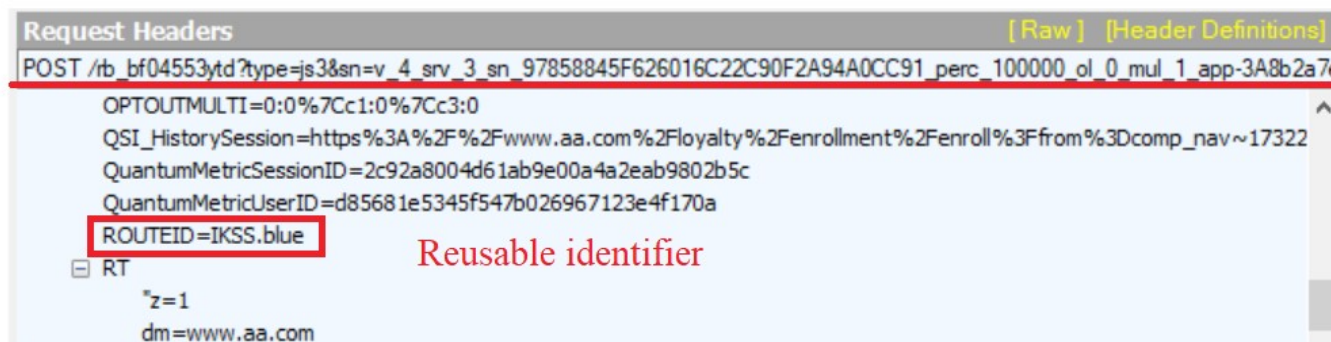 Request Headers [ Raw ] [Header Definitions]
POST /rb_bf04553ytd?type=js3&sn=v_4_srv_3_sn_97858845F626016C22C90F2A94A0CC91_perc_100000_ol_0_mul_1_app-3A8b2a7
OPTOUTMULTI=0:0%7Cc1:0%7Cc3:0
QSI_HistorySession=https%3A%2F%2Fwww.aa.com%2Floyalty%2Fenrollment%2Fenroll%3Ffrom%3Dcomp_nav~17322
QuantumMetricSessionID=2c92a8004d61ab9e00a4a2eab9802b5c
QuantumMetricUserID=d85681e5345f547b026967123e4f170a
ROUTEID=IKSS.blue
Reusable identifier
RT
"z=1
dm=www.aa.com